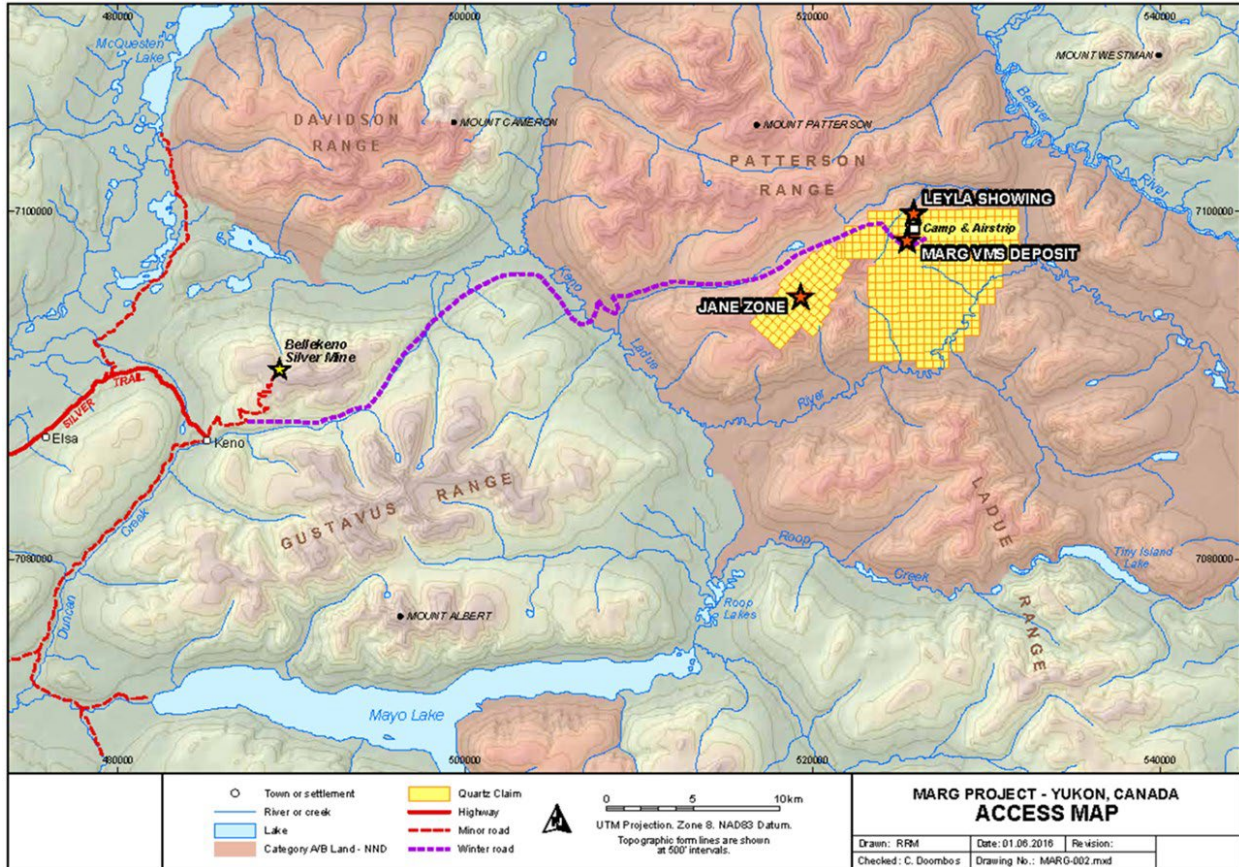 480000
500000
520000
540000
McQuesten
Lake
MOUNT WESTMAN
DAVIDSON
RANGE
MOUNT CAMERON
MOUNT PATTERSON
PATTERSON
RANGE
Beaver
River
7100000
7100000
LEYLA SHOWING
Camp & Airstrip
MARG VMS DEPOSIT
Keno
JANE ZONE
Ladue
River
Bellekeno
Silver Mine
SILVER TRAIL
Elsa
Keno
GUSTAVUS RANGE
LADUE
RANGE
Roop
Creek
Tiny Island
Lake
7080000
7080000
Duncan
Creek
MOUNT ALBERT
Roop
Lakes
Mayo Lake
480000
500000
520000
540000
Town or settlement
River or creek
Lake
Category A/B Land - NND
Quartz Claim
Highway
Minor road
Winter road
0 5 10km
UTM Projection. Zone 8. NAD83 Datum.
Topographic form lines are shown
at 500' intervals.
MARG PROJECT - YUKON, CANADA
ACCESS MAP
Drawn: RRM Date: 01.06.2016 Revision:
Checked: C. Doornbos Drawing No.: MARG-002.mxd